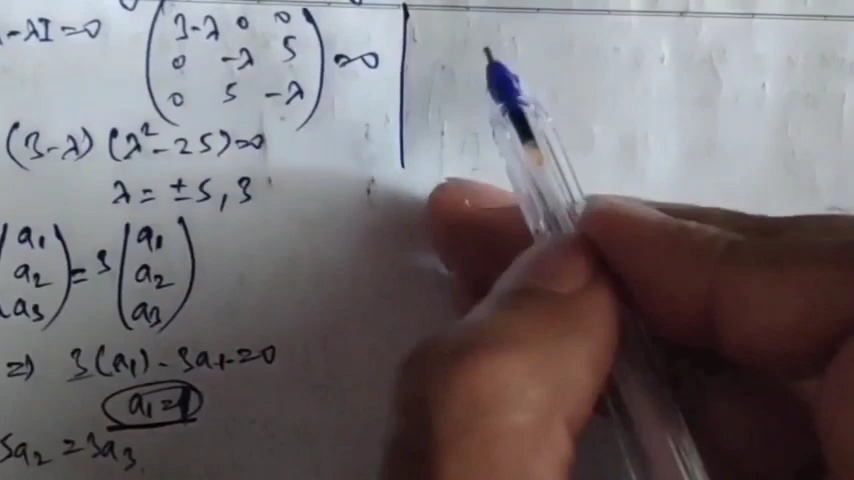 -λI=0 (3-λ 0 0
0 -λ 5
0 5 -λ) =0
(3-λ) (λ²-25)=0
λ = ±5, 3
(a1
a2
a3) = 3 (a1
a2
a3)
=) 3(a1) - 3a1=0
a1=1
5a2 = 3a3